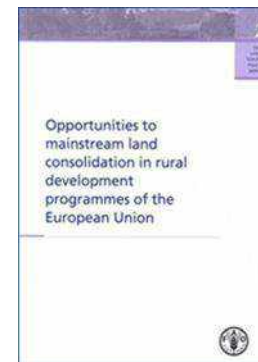 Opportunities to
mainstream land
consolidation in rural
development
programmes of the
European Union